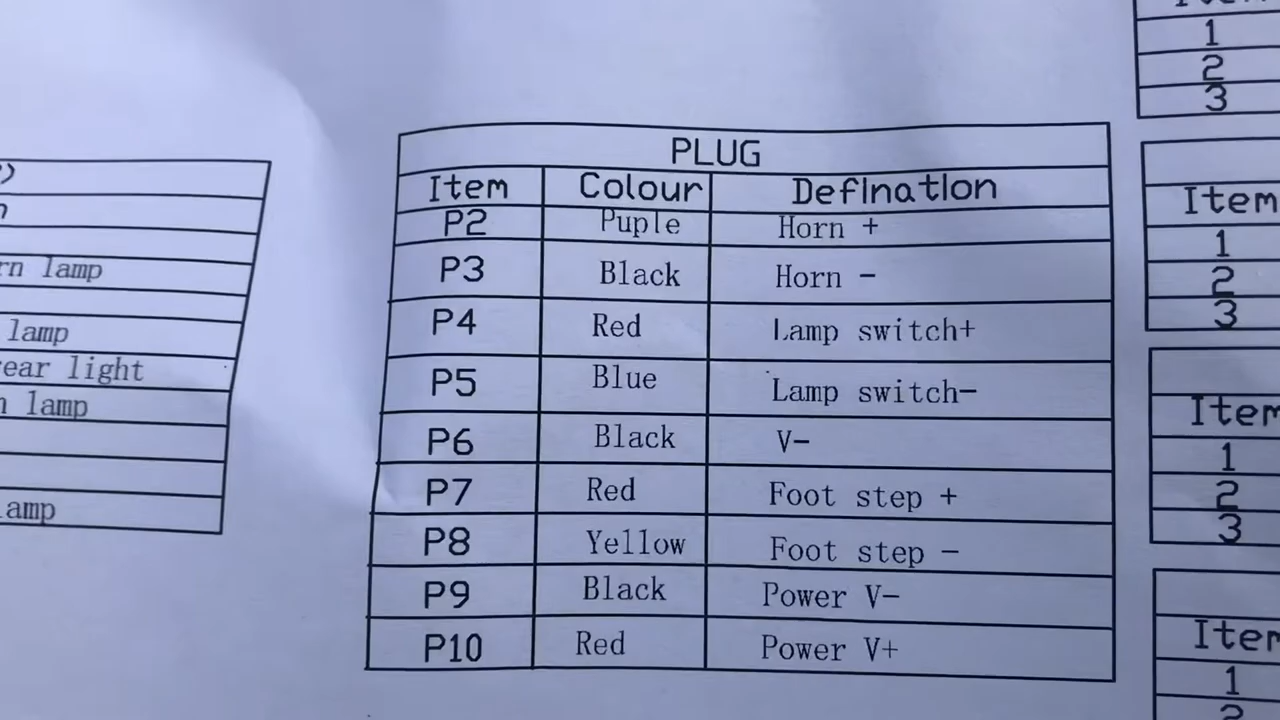 rn lamp
lamp
ear light
lamp
amp
PLUG
Item Colour Defination
P2 Puple Horn +
P3 Black Horn -
P4 Red Lamp switch+
P5 Blue Lamp switch-
P6 Black V-
P7 Red Foot step +
P8 Yellow Foot step -
P9 Black Power V-
P10 Red Power V+
1
2
3
Item
1
2
3
Item
1
2
3
Item
1
2